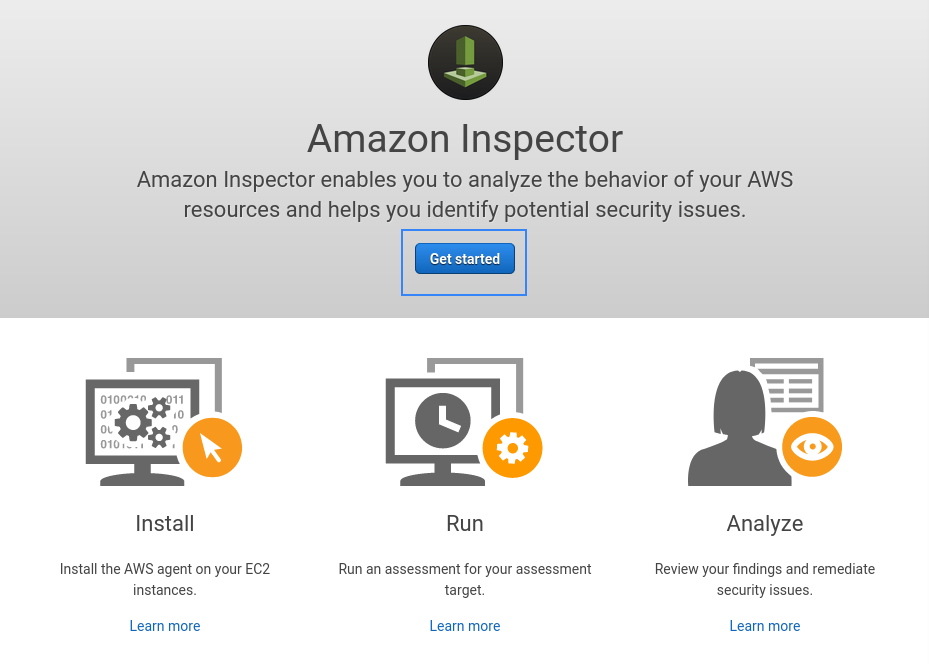 Amazon Inspector
Amazon Inspector enables you to analyze the behavior of your AWS
resources and helps you identify potential security issues.
Get started
Install
Run
Analyze
Install the AWS agent on your EC2
instances.
Run an assessment for your assessment
target.
Review your findings and remediate
security issues.
Learn more
Learn more
Learn more